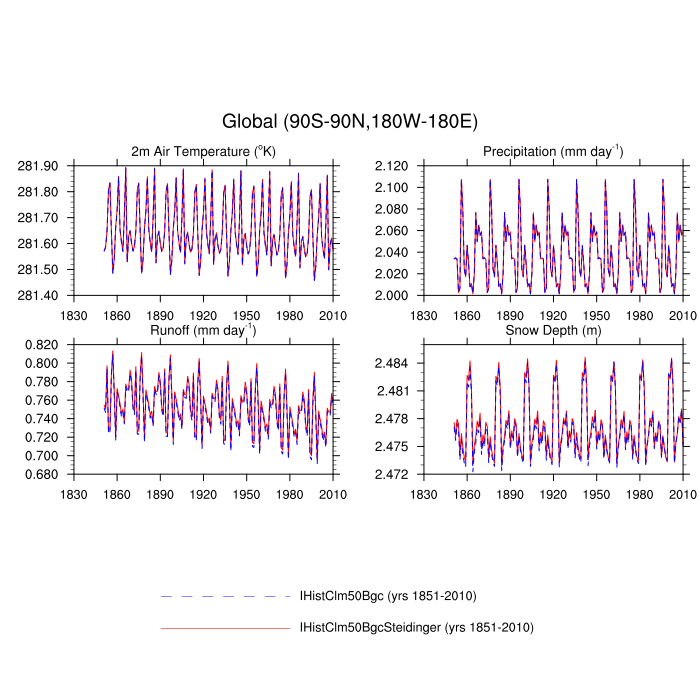 Global (90S-90N,180W-180E)
2m Air Temperature (°K)
281.90
281.80
281.70
281.60
281.50
281.40
1830 1860 1890 1920 1950 1980 2010
Precipitation (mm day⁻¹)
2.120
2.100
2.080
2.060
2.040
2.020
2.000
1830 1860 1890 1920 1950 1980 2010
Runoff (mm day⁻¹)
0.820
0.800
0.780
0.760
0.740
0.720
0.700
0.680
1830 1860 1890 1920 1950 1980 2010
Snow Depth (m)
2.484
2.481
2.478
2.475
2.472
1830 1860 1890 1920 1950 1980 2010
IHistClm50Bgc (yrs 1851-2010)
IHistClm50BgcSteidinger (yrs 1851-2010)